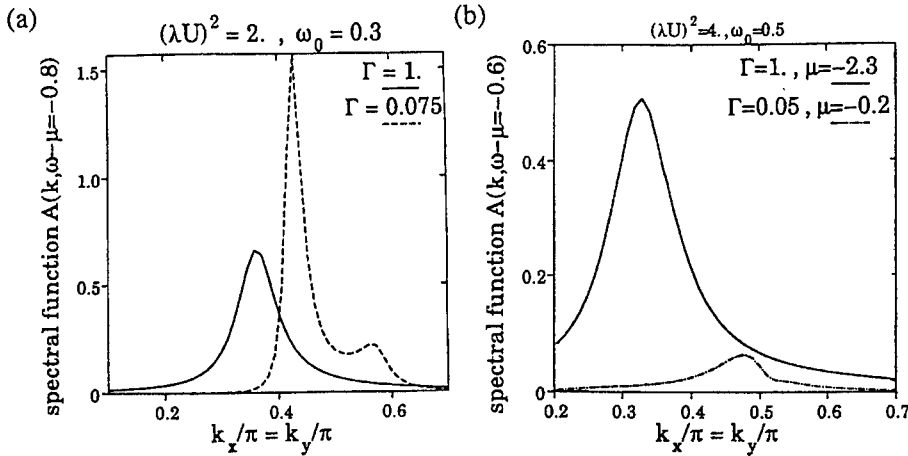 (a)
(λU)² = 2. , ω₀ = 0.3
Γ = 1.
Γ = 0.075
spectral function A(k,ω−μ=−0.8)
1.5
1.0
0.5
0
0.2
0.4
0.6
k_x/π = k_y/π
(b)
(λU)²=4., ω₀=0.5
Γ=1. , μ=−2.3
Γ=0.05 , μ=−0.2
spectral function A(k,ω−μ=−0.6)
0.6
0.4
0.2
0
0.2
0.3
0.4
0.5
0.6
0.7
k_x/π = k_y/π